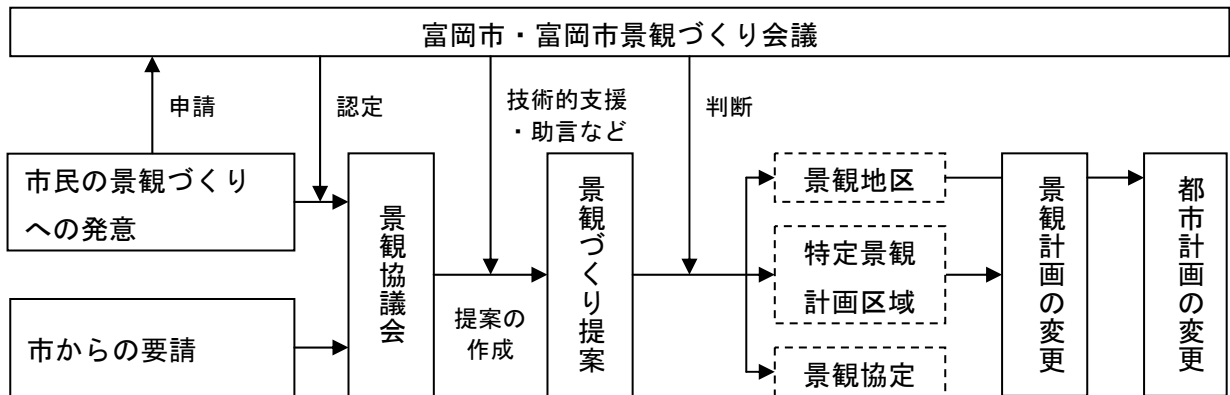 富岡市・富岡市景観づくり会議
申請
認定
技術的支援
・助言など
判断
市民の景観づくり
への発意
市からの要請
景観協議会
提案の
作成
景観づくり提案
景観地区
特定景観
計画区域
景観協定
景観計画の変更
都市計画の変更